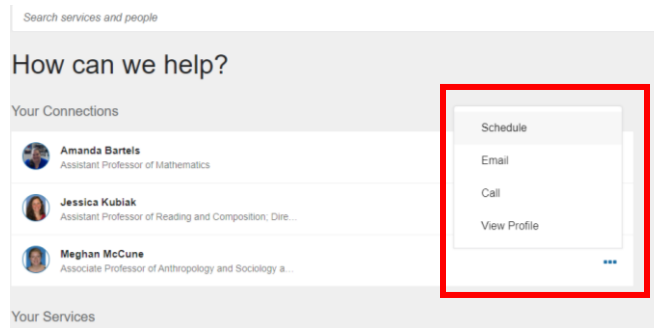 Search services and people
How can we help?
Your Connections
Amanda Bartels
Assistant Professor of Mathematics
Jessica Kubiak
Assistant Professor of Reading and Composition; Dire...
Meghan McCune
Associate Professor of Anthropology and Sociology a...
Schedule
Email
Call
View Profile
Your Services